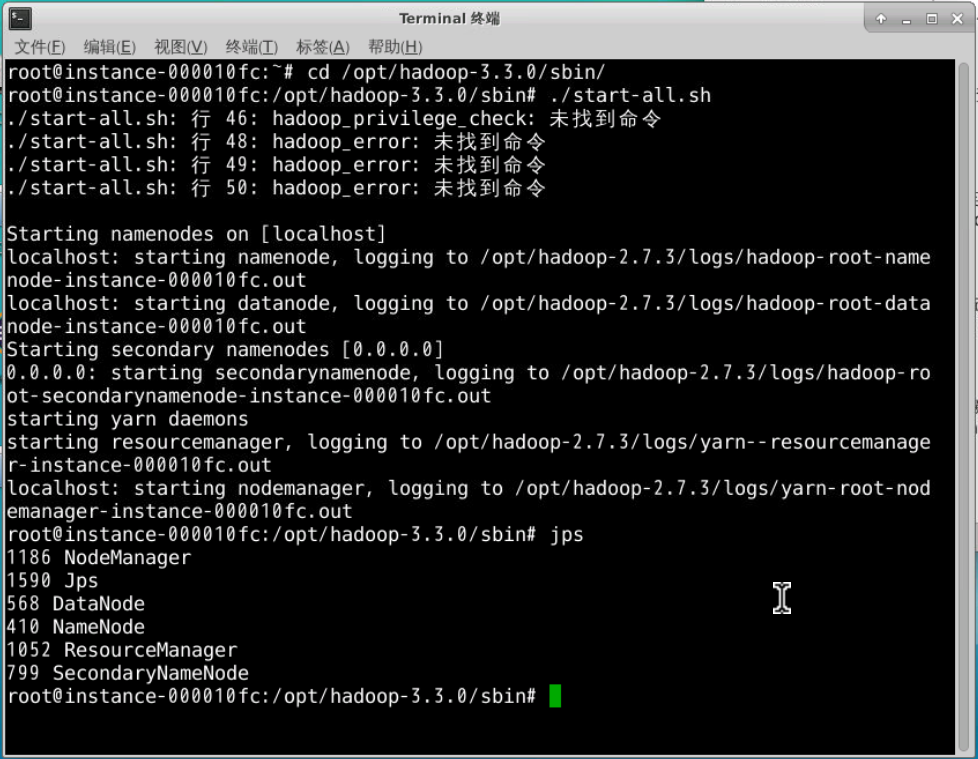 Terminal 终端
文件(F) 编辑(E) 视图(V) 终端(T) 标签(A) 帮助(H)
root@instance-000010fc:~# cd /opt/hadoop-3.3.0/sbin/
root@instance-000010fc:/opt/hadoop-3.3.0/sbin# ./start-all.sh
./start-all.sh: 行 46: hadoop_privilege_check: 未找到命令
./start-all.sh: 行 48: hadoop_error: 未找到命令
./start-all.sh: 行 49: hadoop_error: 未找到命令
./start-all.sh: 行 50: hadoop_error: 未找到命令
Starting namenodes on [localhost]
localhost: starting namenode, logging to /opt/hadoop-2.7.3/logs/hadoop-root-name
node-instance-000010fc.out
localhost: starting datanode, logging to /opt/hadoop-2.7.3/logs/hadoop-root-data
node-instance-000010fc.out
Starting secondary namenodes [0.0.0.0]
0.0.0.0: starting secondarynamenode, logging to /opt/hadoop-2.7.3/logs/hadoop-ro
ot-secondarynamenode-instance-000010fc.out
starting yarn daemons
starting resourcemanager, logging to /opt/hadoop-2.7.3/logs/yarn--resourcemanage
r-instance-000010fc.out
localhost: starting nodemanager, logging to /opt/hadoop-2.7.3/logs/yarn-root-nod
emanager-instance-000010fc.out
root@instance-000010fc:/opt/hadoop-3.3.0/sbin# jps
1186 NodeManager
1590 Jps
568 DataNode
410 NameNode
1052 ResourceManager
799 SecondaryNameNode
root@instance-000010fc:/opt/hadoop-3.3.0/sbin#